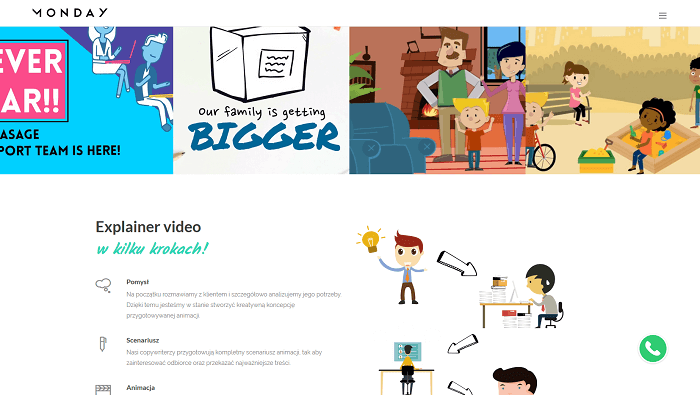 MONDAY
EVER
AR!!
ASAGE
PORT TEAM IS HERE!
Our family is getting
BIGGER
Explainer video
w kilku krokach!
Pomysł
Na początku rozmawiamy z klientem i szczegółowo analizujemy jego potrzeby.
Dzięki temu jesteśmy w stanie stworzyć kreatywną koncepcję
przygotowywanej animacji.
Scenariusz
Nasi copywriterzy przygotowują kompletny scenariusz animacji, tak aby
zainteresować odbiorcę oraz przekazać najważniejsze treści.
Animacja